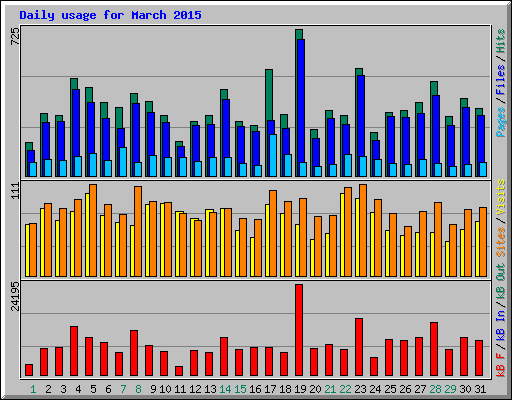 Daily usage for March 2015
725
Pages / Files / Hits
111
Sites / Visits
24195
kB F / kB In / kB Out
1 2 3 4 5 6 7 8 9 10 11 12 13 14 15 16 17 18 19 20 21 22 23 24 25 26 27 28 29 30 31